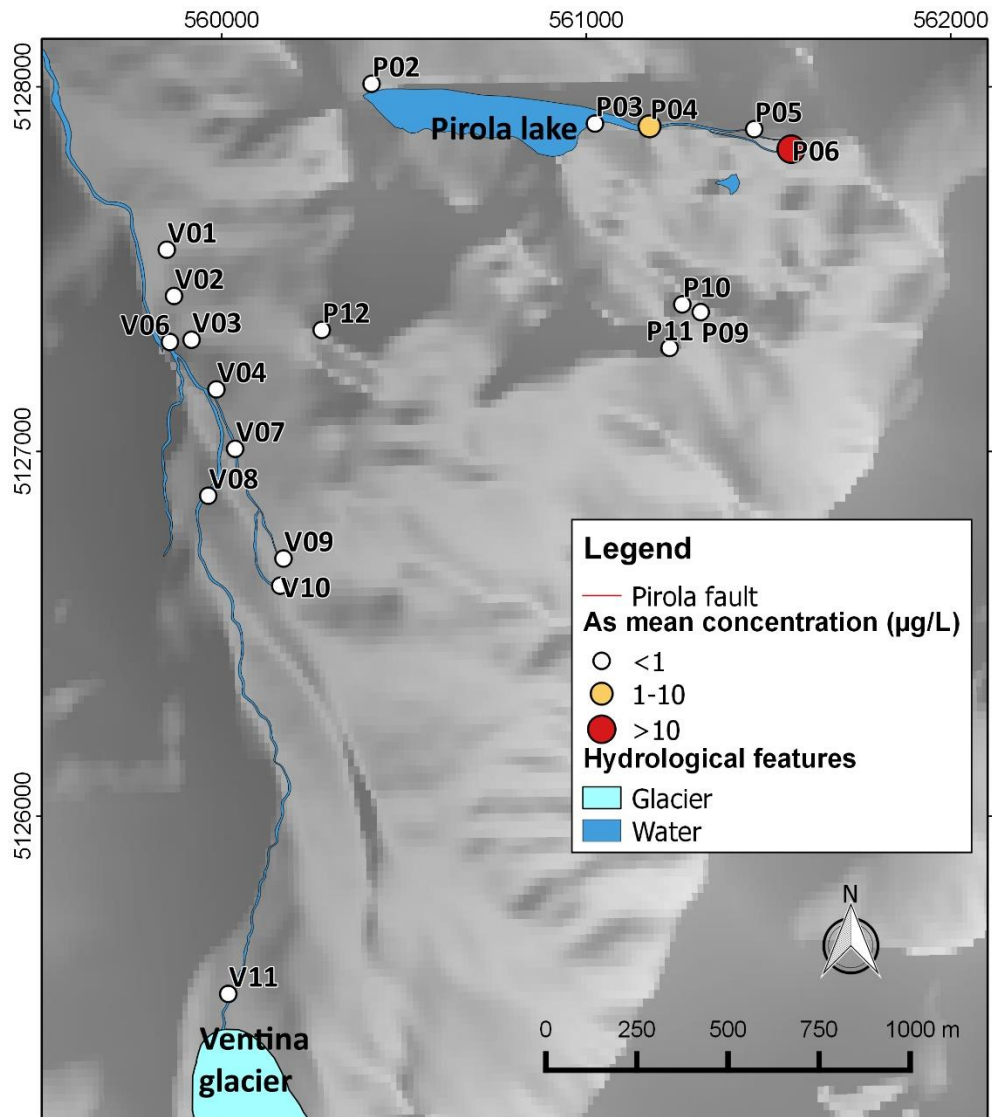 560000
561000
562000
5128000
P02
P03
P04
P05
Pirola lake
P06
V01
V02
P10
V06
V03
P12
P11
P09
V04
5127000
V07
V08
V09
V10
Legend
Pirola fault
As mean concentration (µg/L)
<1
1-10
>10
Hydrological features
Glacier
Water
5126000
N
V11
Ventina
glacier
0 250 500 750 1000 m